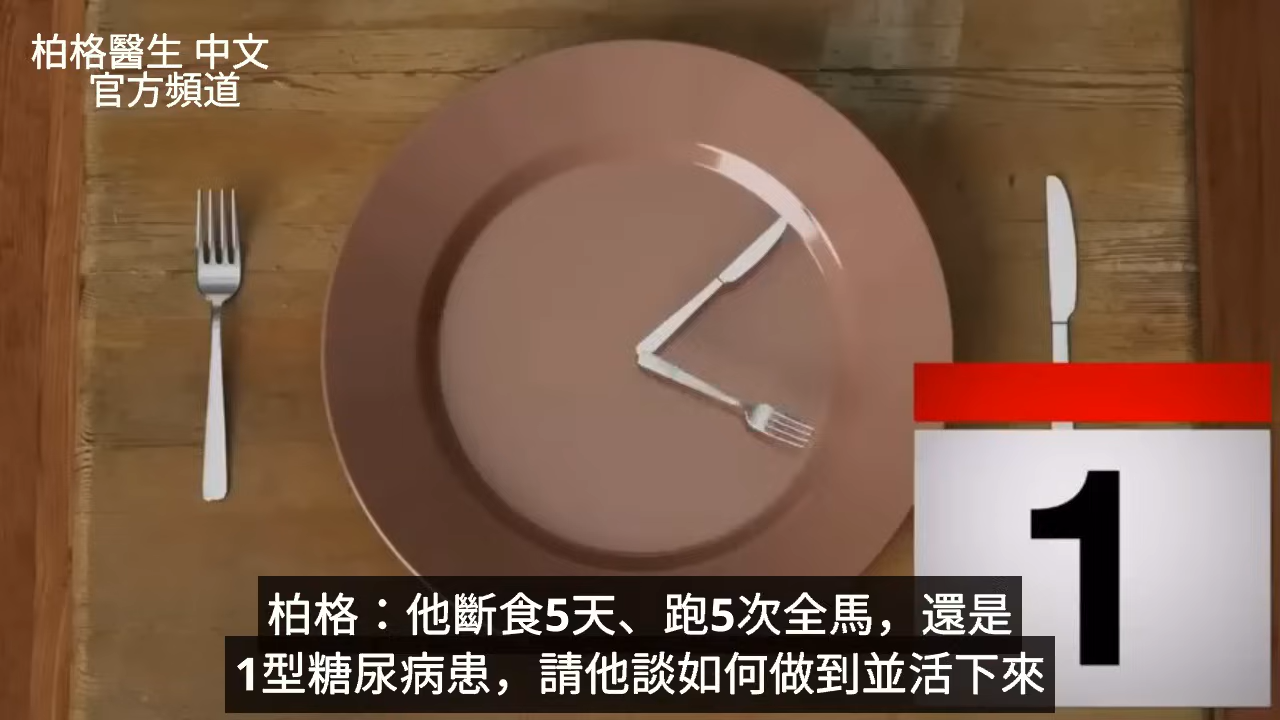 柏格醫生 中文
官方頻道
1
柏格：他斷食5天、跑5次全馬，還是
1型糖尿病患，請他談如何做到並活下來